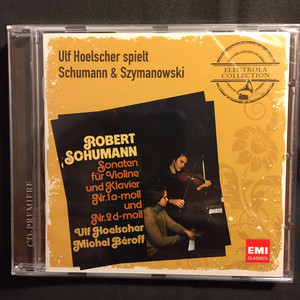 Ulf Hoelscher spielt
Schumann & Szymanowski
ELECTROLA
COLLECTION
ROBERT
SCHUMANN
Sonaten
für Violine
und Klavier
Nr.1 a-moll
und
Nr.2 d-moll
Ulf Hoelscher
Michel Béroff
CD-PREMIERE
EMI
CLASSICS